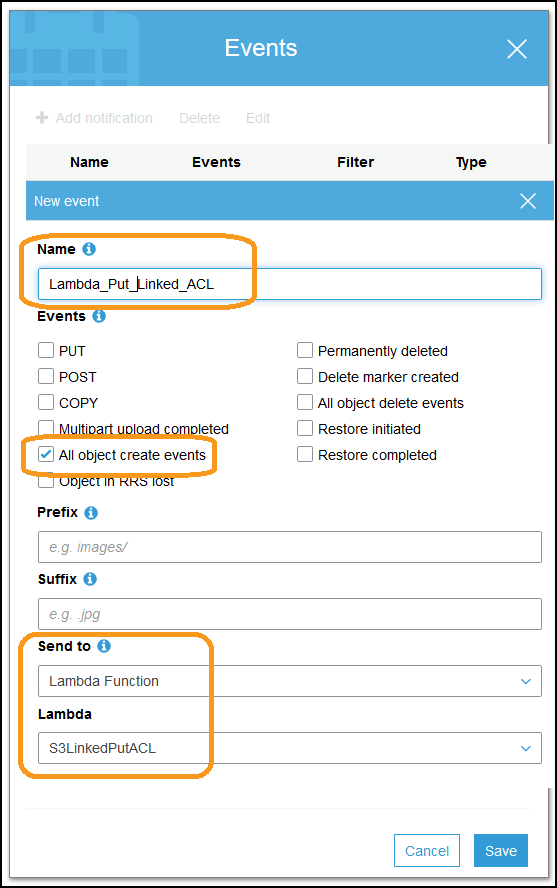 Events
Add notification Delete Edit
Name Events Filter Type
New event
Name
Lambda_Put_Linked_ACL
Events
PUT Permanently deleted
POST Delete marker created
COPY All object delete events
Multipart upload completed Restore initiated
All object create events Restore completed
Object in RRS lost
Prefix
e.g. images/
Suffix
e.g. .jpg
Send to
Lambda Function
Lambda
S3LinkedPutACL
Cancel Save